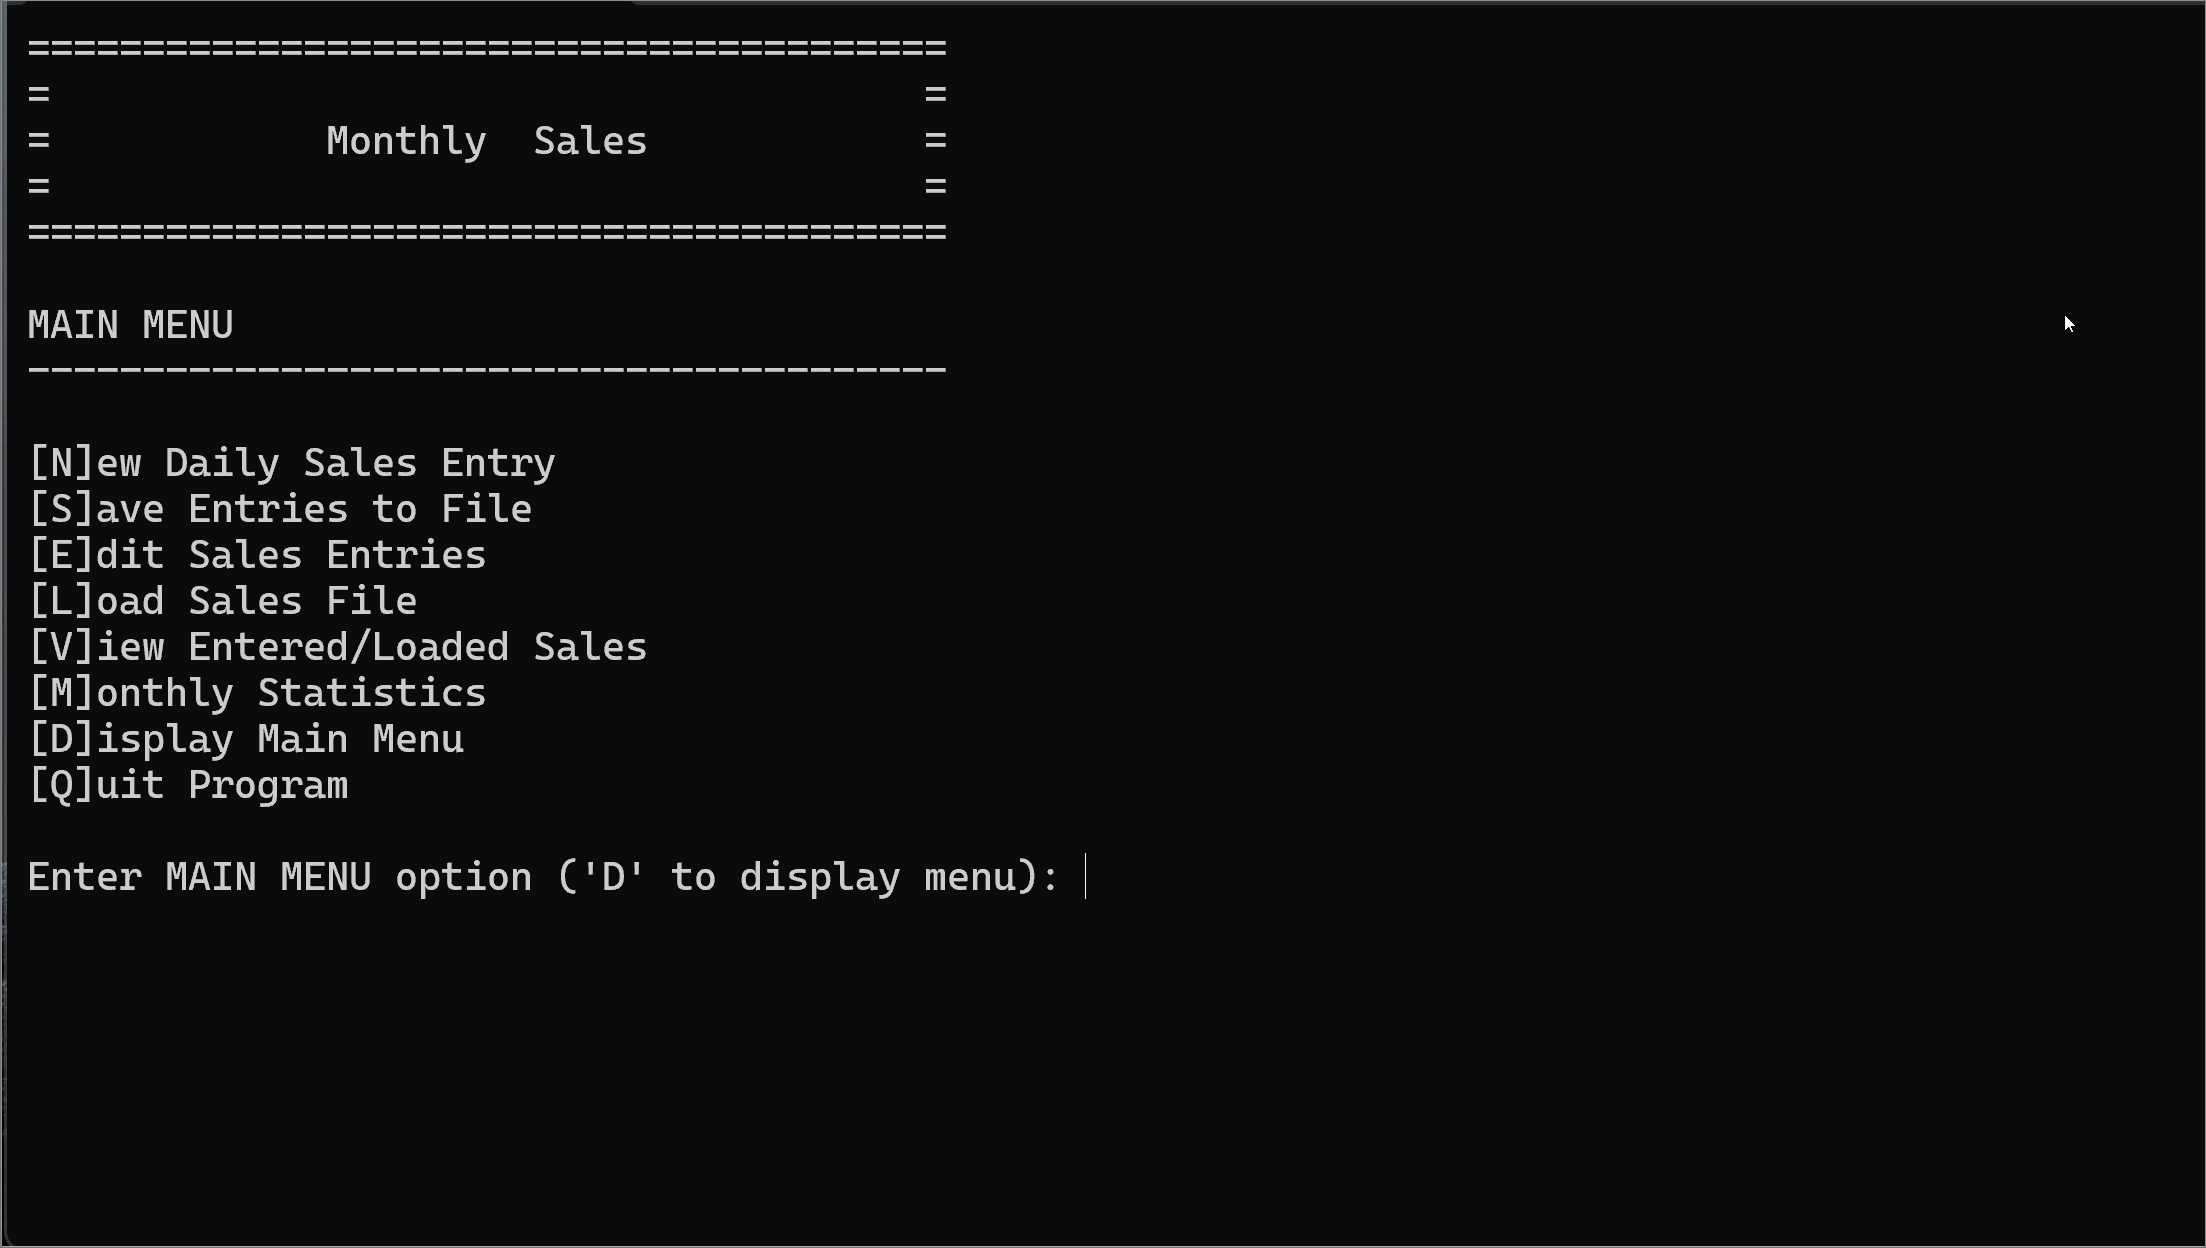 ========================================
=                                      =
=            Monthly  Sales            =
=                                      =
========================================
MAIN MENU
----------------------------------------
[N]ew Daily Sales Entry
[S]ave Entries to File
[E]dit Sales Entries
[L]oad Sales File
[V]iew Entered/Loaded Sales
[M]onthly Statistics
[D]isplay Main Menu
[Q]uit Program
Enter MAIN MENU option ('D' to display menu):